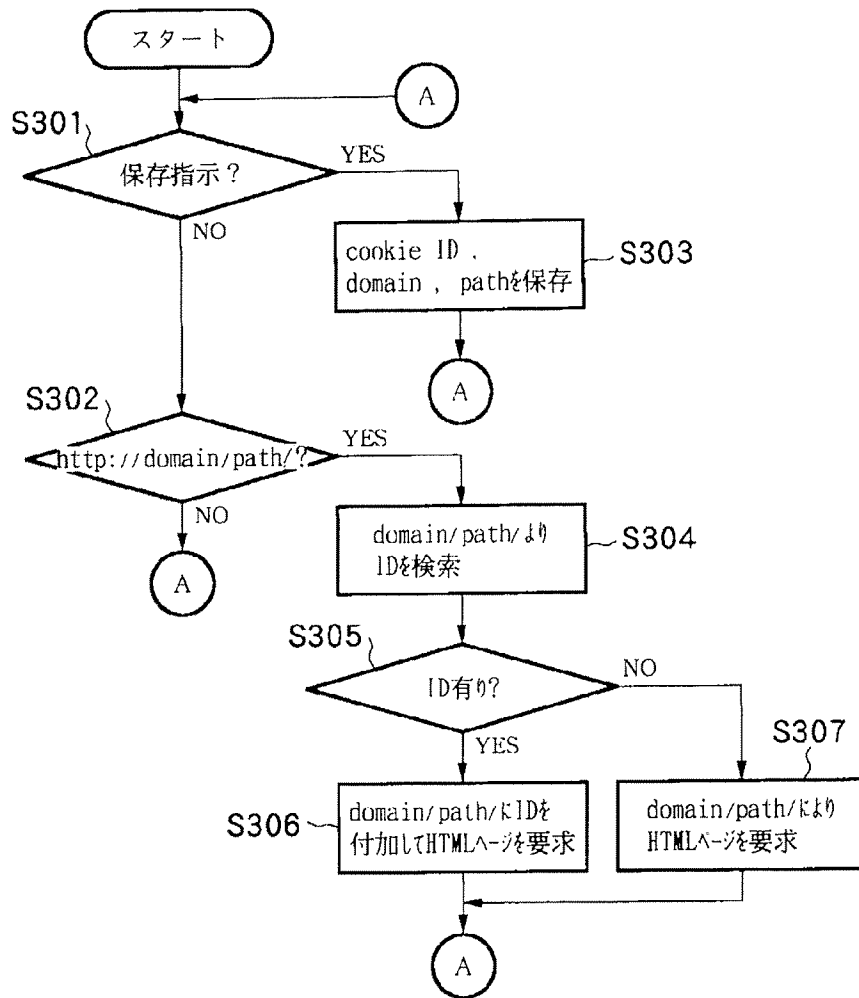 スタート
A
S301
保存指示?
YES
NO
cookie ID,
domain, pathを保存
S303
A
S302
http://domain/path/?
YES
NO
A
domain/path/より
IDを検索
S304
S305
ID有り?
NO
YES
S307
S306
domain/path/にIDを
付加してHTMLページを要求
domain/path/により
HTMLページを要求
A